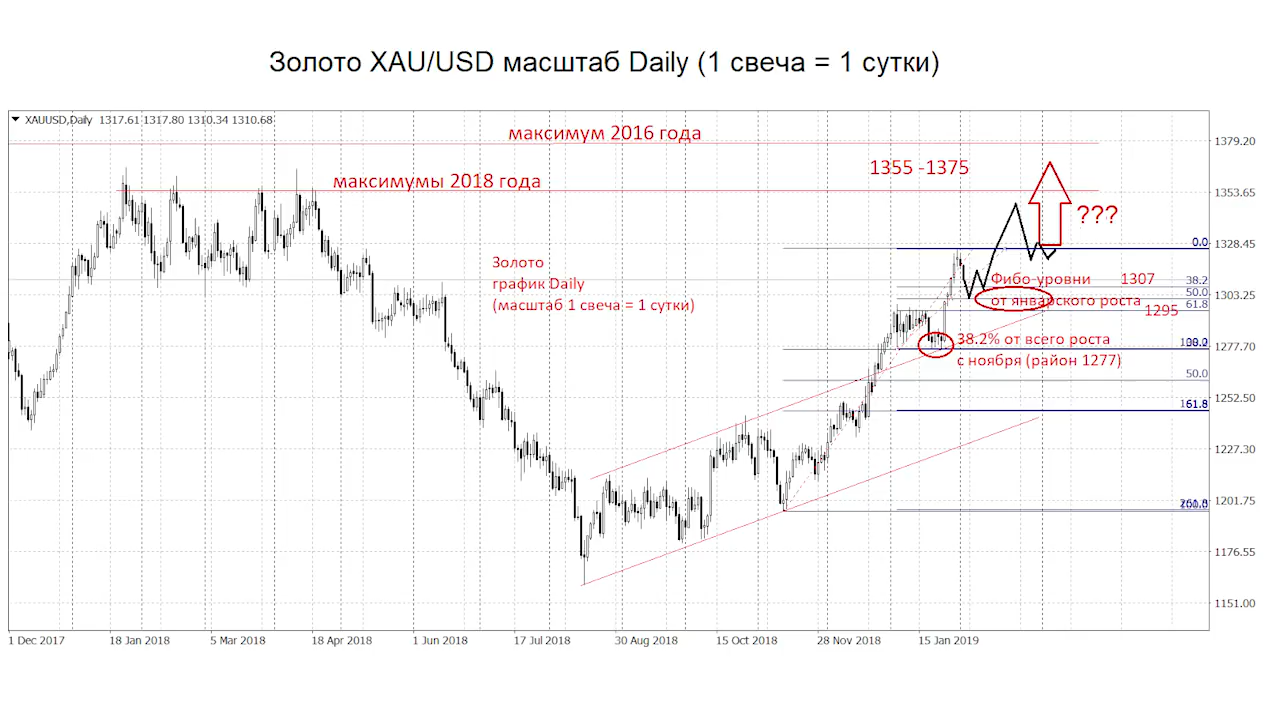 Золото XAU/USD масштаб Daily (1 свеча = 1 сутки)
XAUUSD,Daily 1317.61 1317.80 1310.34 1310.68
максимум 2016 года
1379.20
1355 -1375
максимумы 2018 года
1353.65
???
0.0
1328.45
Золото
график Daily
(масштаб 1 свеча = 1 сутки)
Фибо-уровни 1307
38.2
50.0
1303.25
от январского роста
61.8
1295
38.2% от всего роста
1277.70
с ноября (район 1277)
50.0
161.8
1252.50
1227.30
1201.75
1176.55
1151.00
1 Dec 2017
18 Jan 2018
5 Mar 2018
18 Apr 2018
1 Jun 2018
17 Jul 2018
30 Aug 2018
15 Oct 2018
28 Nov 2018
15 Jan 2019